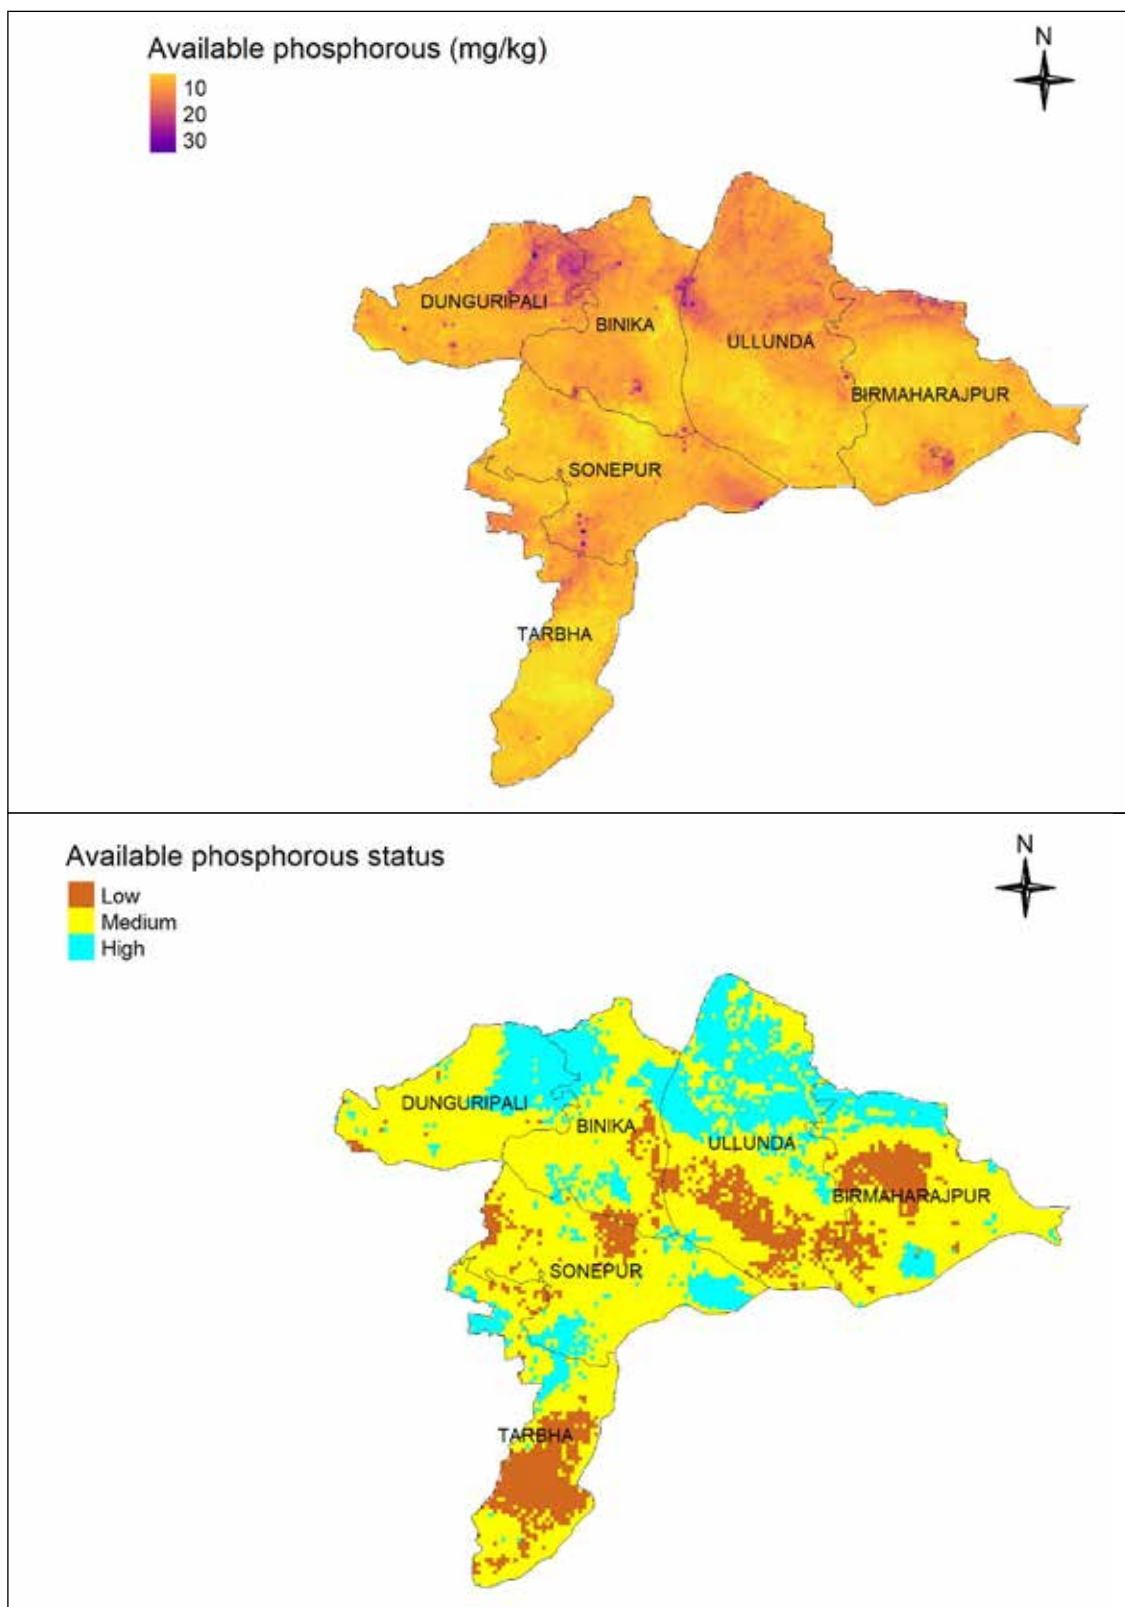 Available phosphorous (mg/kg)
N
10
20
30
DUNGURIPALI
BINIKA
ULLUNDA
BIRMAHARAJPUR
SONEPUR
TARBHA
Available phosphorous status
N
Low
Medium
High
DUNGURIPALI
BINIKA
ULLUNDA
BIRMAHARAJPUR
SONEPUR
TARBHA